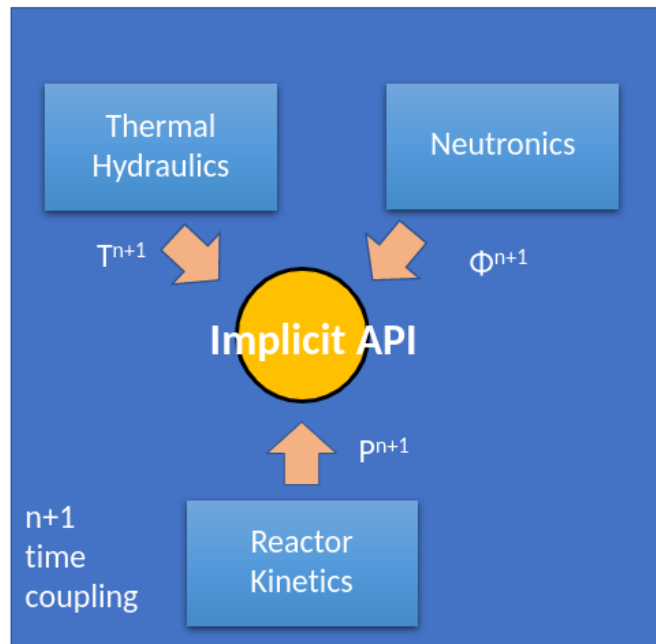 Thermal
Hydraulics
Neutronics
Tⁿ⁺¹
Φⁿ⁺¹
Implicit API
Pⁿ⁺¹
n+1
time
coupling
Reactor
Kinetics